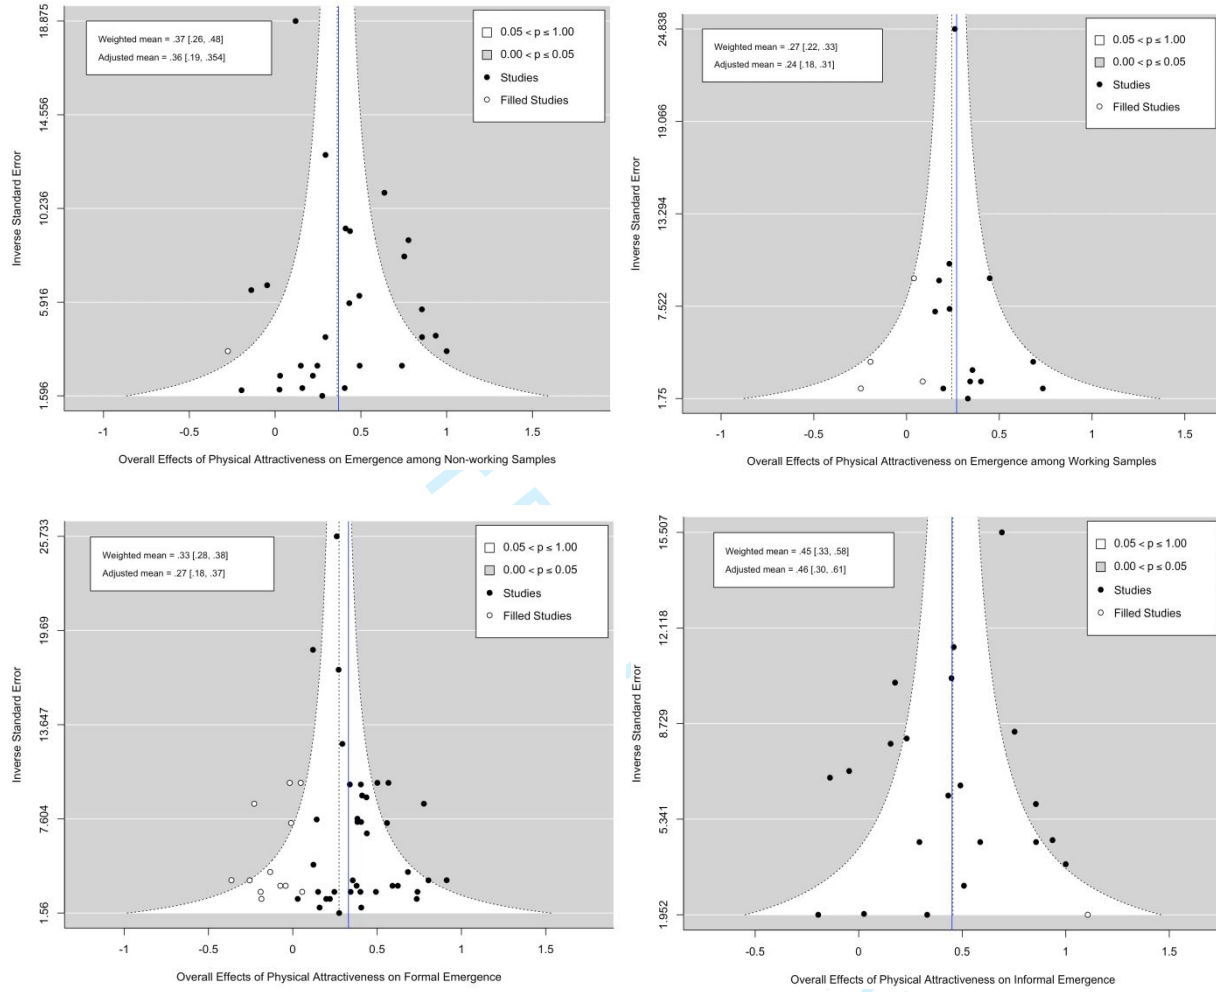 Weighted mean = .37 [.26, .48]
Adjusted mean = .36 [.19, .354]
0.05 < p ≤ 1.00
0.00 < p ≤ 0.05
Studies
Filled Studies
Inverse Standard Error
18.875
14.556
10.236
5.916
1.596
-1
-0.5
0
0.5
1
1.5
Overall Effects of Physical Attractiveness on Emergence among Non-working Samples
Weighted mean = .27 [.22, .33]
Adjusted mean = .24 [.18, .31]
0.05 < p ≤ 1.00
0.00 < p ≤ 0.05
Studies
Filled Studies
Inverse Standard Error
24.838
19.066
13.294
7.522
1.75
-1
-0.5
0
0.5
1
1.5
Overall Effects of Physical Attractiveness on Emergence among Working Samples
Weighted mean = .33 [.28, .38]
Adjusted mean = .27 [.18, .37]
0.05 < p ≤ 1.00
0.00 < p ≤ 0.05
Studies
Filled Studies
Inverse Standard Error
25.733
19.69
13.647
7.604
1.56
-1
-0.5
0
0.5
1
1.5
Overall Effects of Physical Attractiveness on Formal Emergence
Weighted mean = .45 [.33, .58]
Adjusted mean = .46 [.30, .61]
0.05 < p ≤ 1.00
0.00 < p ≤ 0.05
Studies
Filled Studies
Inverse Standard Error
15.507
12.118
8.729
5.341
1.952
-0.5
0
0.5
1
1.5
Overall Effects of Physical Attractiveness on Informal Emergence